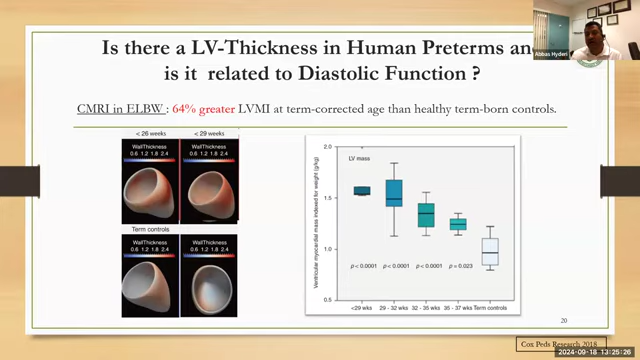 Is there a LV-Thickness in Human Preterms an
is it related to Diastolic Function ?
CMRI in ELBW : 64% greater LVMI at term-corrected age than healthy term-born controls.
< 26 weeks
< 29 weeks
WallThickness
0.6 1.2 1.8 2.4
WallThickness
0.6 1.2 1.8 2.4
Term controls
WallThickness
0.6 1.2 1.8 2.4
WallThickness
0.6 1.2 1.8 2.4
Ventricular myocardial mass indexed for weight (g/kg)
2.0
1.5
1.0
0.5
LV mass
p < 0.0001
p < 0.0001
p < 0.0001
p = 0.023
<29 wks
29 - 32 wks
32 - 35 wks
35 - 37 wks
Term controls
20
Cox Peds Research 2018
Abbas Hyderi
2024-09-18 13:25:26